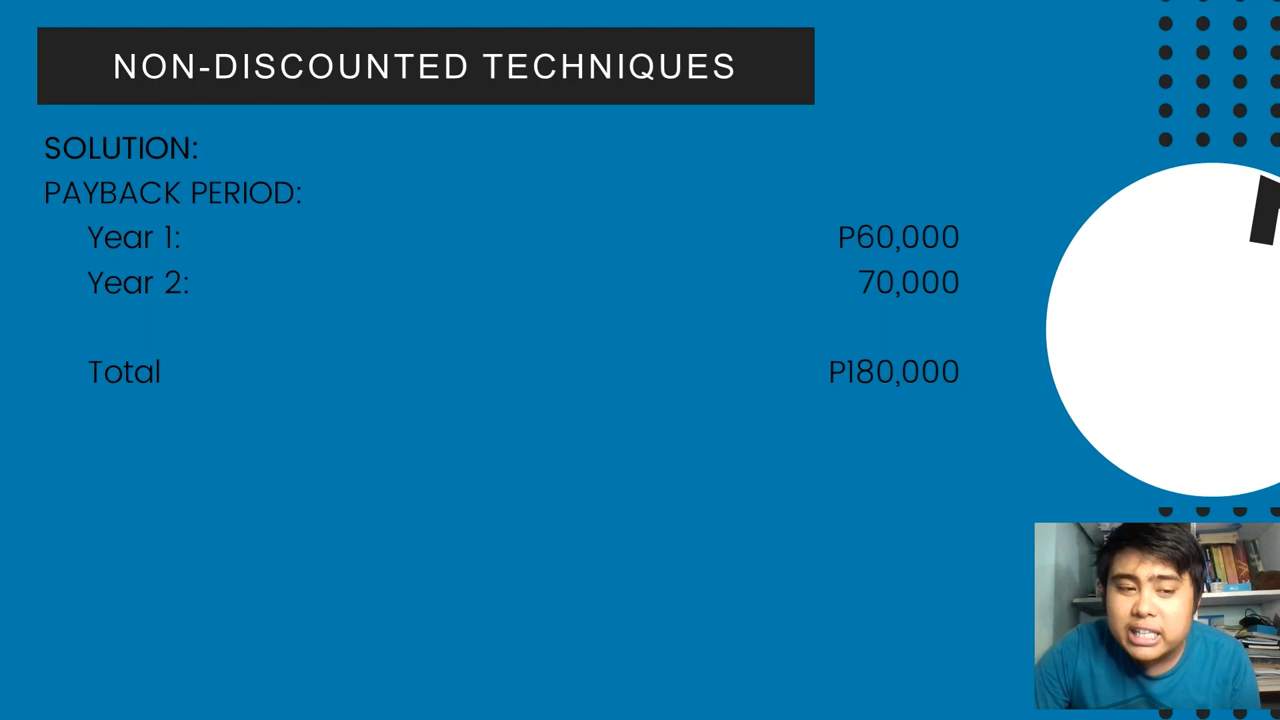 NON-DISCOUNTED TECHNIQUES
SOLUTION:
PAYBACK PERIOD:
Year 1: P60,000
Year 2: 70,000
Total P180,000